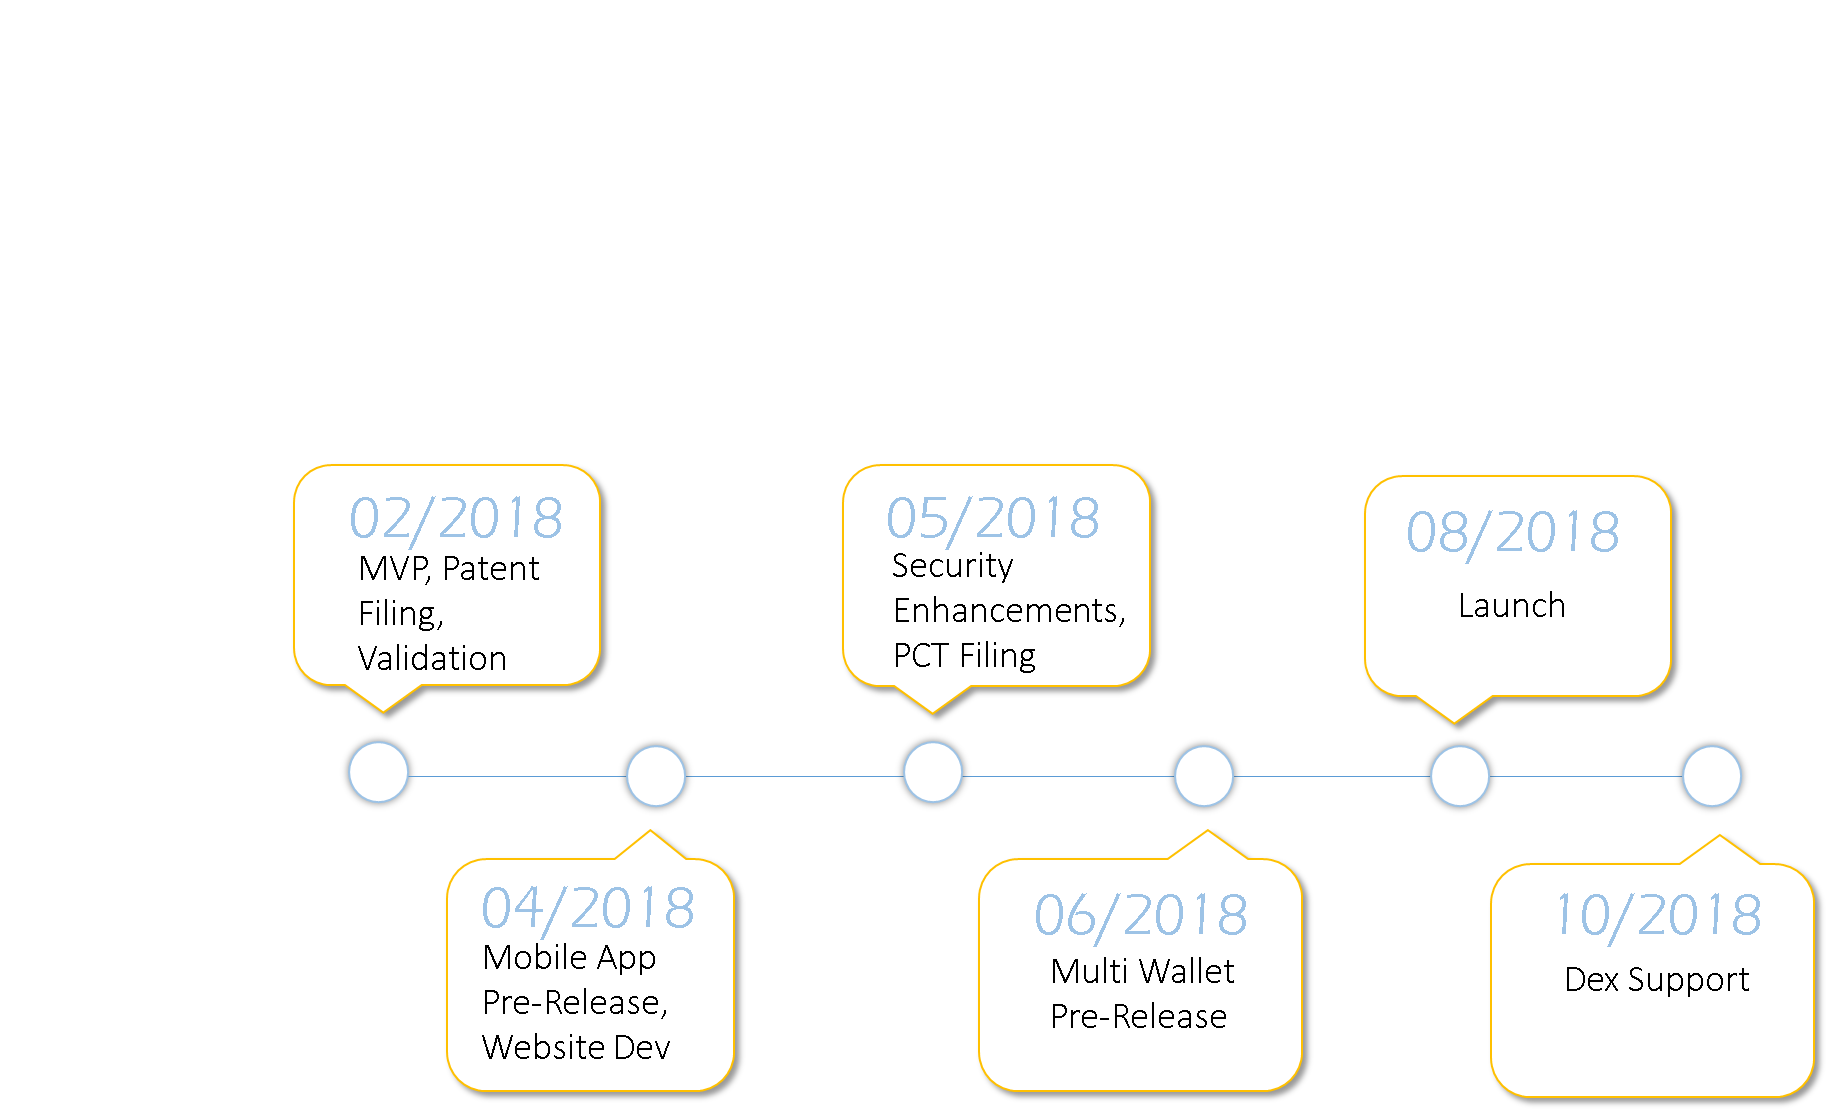 02/2018
MVP, Patent
Filing,
Validation
04/2018
Mobile App
Pre-Release,
Website Dev
05/2018
Security
Enhancements,
PCT Filing
06/2018
Multi Wallet
Pre-Release
08/2018
Launch
10/2018
Dex Support